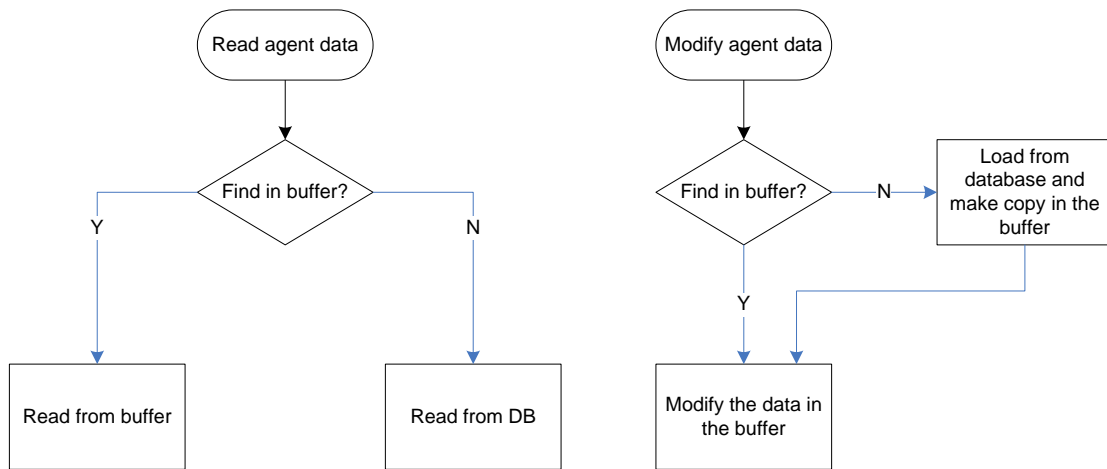 Read agent data
Find in buffer?
Y
N
Read from buffer
Read from DB
Modify agent data
Find in buffer?
N
Load from
database and
make copy in the
buffer
Y
Modify the data in
the buffer